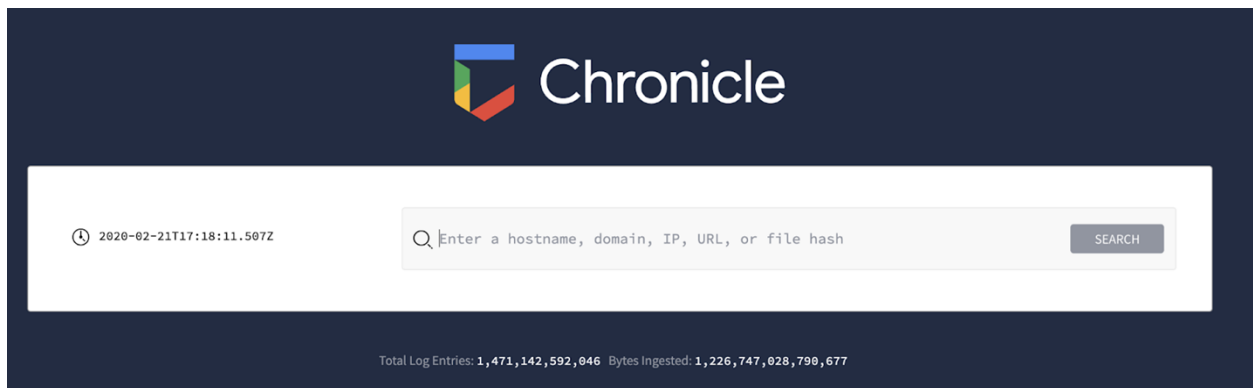 Chronicle
2020-02-21T17:18:11.507Z
Enter a hostname, domain, IP, URL, or file hash
SEARCH
Total Log Entries: 1,471,142,592,046 Bytes Ingested: 1,226,747,028,790,677